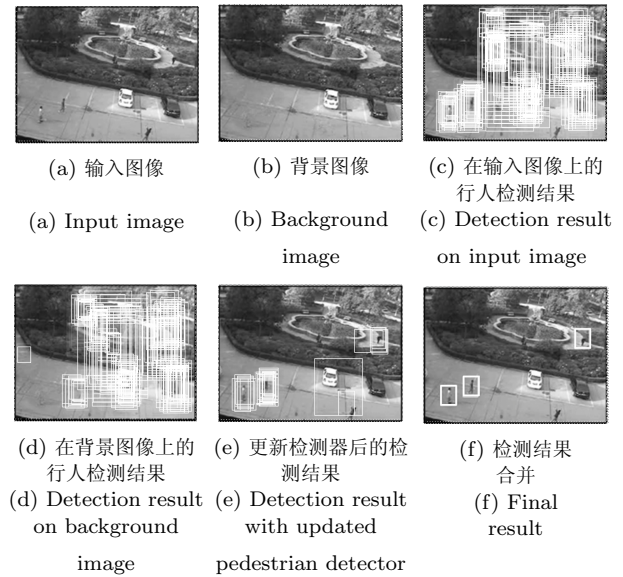 (a) 输入图像
(a) Input image
(b) 背景图像
(b) Background
image
(c) 在输入图像上的
行人检测结果
(c) Detection result
on input image
(d) 在背景图像上的
行人检测结果
(d) Detection result
on background
image
(e) 更新检测器后的检
测结果
(e) Detection result
with updated
pedestrian detector
(f) 检测结果
合并
(f) Final
result